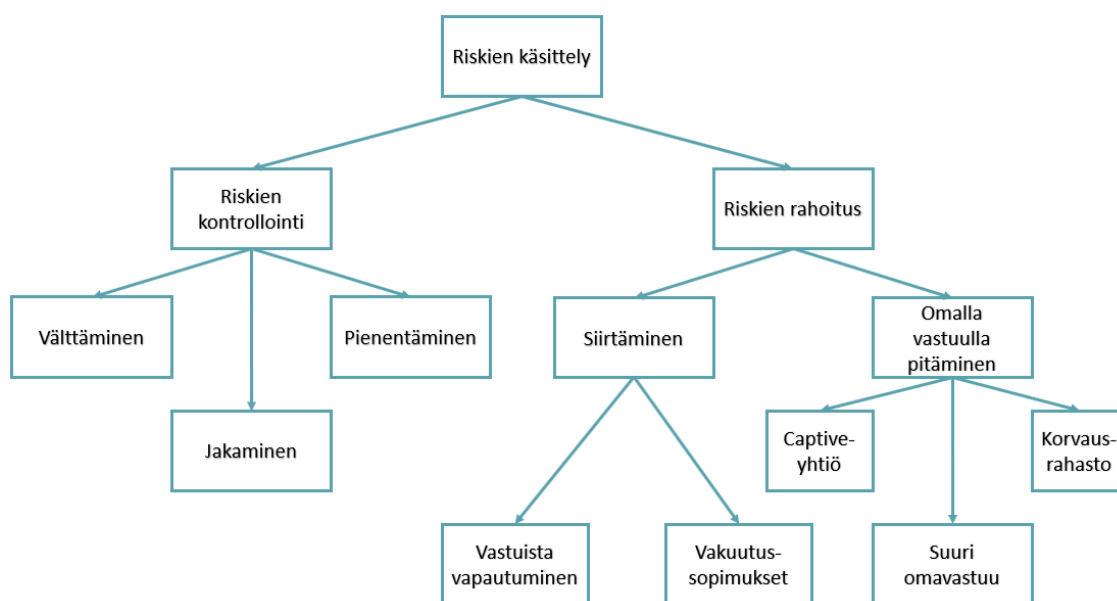 Riskien käsittely
Riskien
kontrollointi
Riskien rahoitus
Välttäminen
Pienentäminen
Siirtäminen
Omalla
vastuulla
pitäminen
Jakaminen
Captive-
yhtiö
Korvaus-
rahasto
Vastuista
vapautuminen
Vakuutus-
sopimukset
Suuri
omavastuu